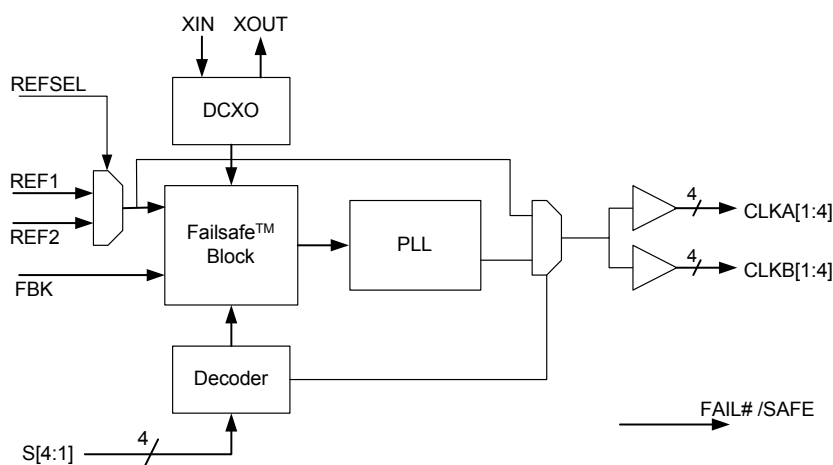 XIN XOUT
REFSEL
DCXO
REF1
REF2
Failsafe™
Block
PLL
4
CLKA[1:4]
4
CLKB[1:4]
FBK
Decoder
FAIL# /SAFE
4
S[4:1]